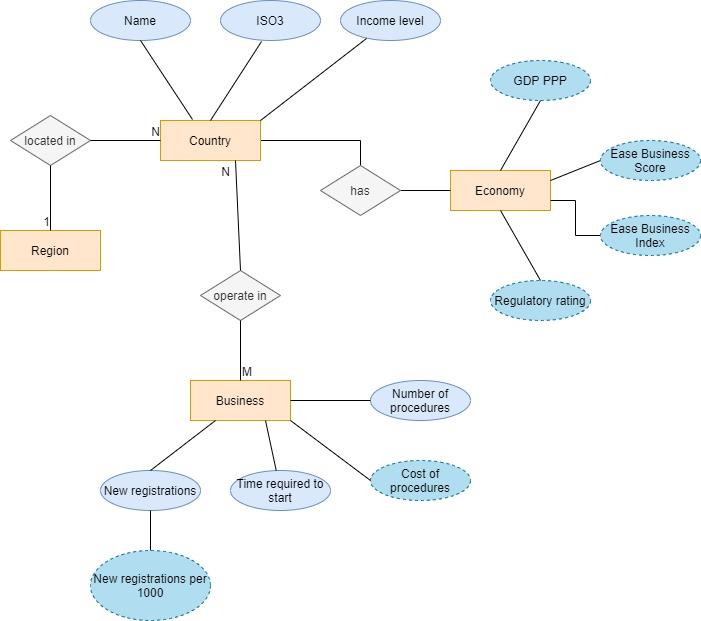 Name
ISO3
Income level
GDP PPP
located in
N
Country
Ease Business
Score
N
has
Economy
1
Region
Ease Business
Index
operate in
Regulatory rating
M
Business
Number of
procedures
New registrations
Time required to
start
Cost of
procedures
New registrations per
1000